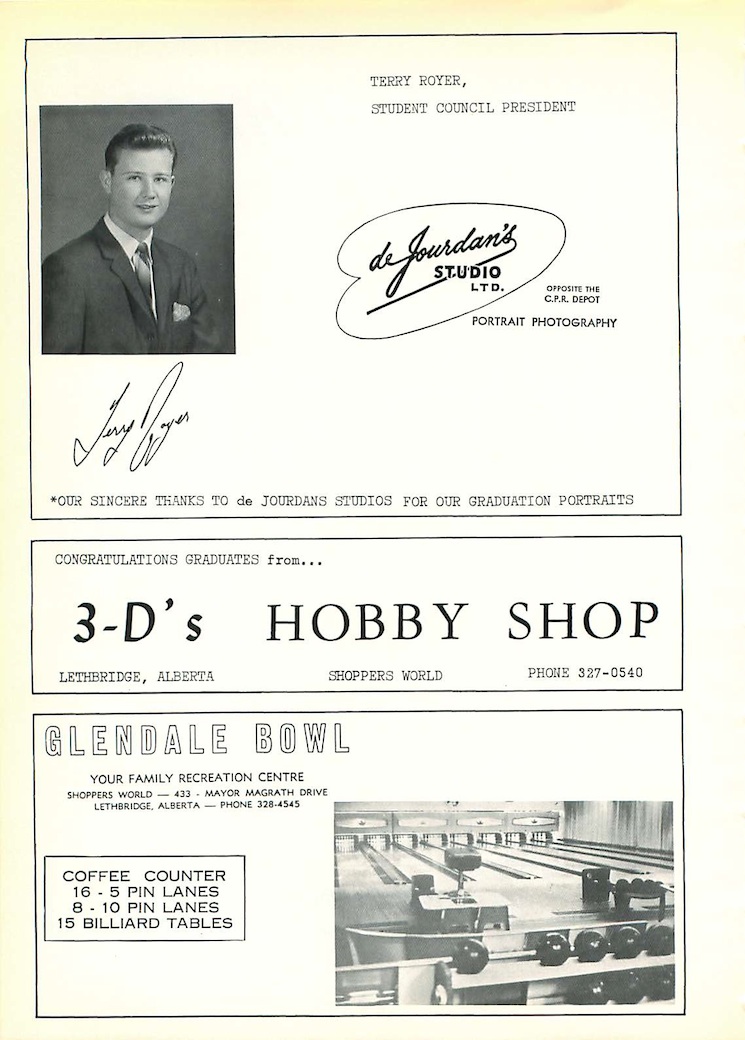 TERRY ROYER,
STUDENT COUNCIL PRESIDENT
de Jourdan's
STUDIO
LTD.
OPPOSITE THE
C.P.R. DEPOT
PORTRAIT PHOTOGRAPHY
Terry Royer
*OUR SINCERE THANKS TO de JOURDANS STUDIOS FOR OUR GRADUATION PORTRAITS
CONGRATULATIONS GRADUATES from...
3-D's HOBBY SHOP
LETHBRIDGE, ALBERTA SHOPPERS WORLD PHONE 327-0540
GLENDALE BOWL
YOUR FAMILY RECREATION CENTRE
SHOPPERS WORLD — 433 - MAYOR MAGRATH DRIVE
LETHBRIDGE, ALBERTA — PHONE 328-4545
COFFEE COUNTER
16 - 5 PIN LANES
8 - 10 PIN LANES
15 BILLIARD TABLES